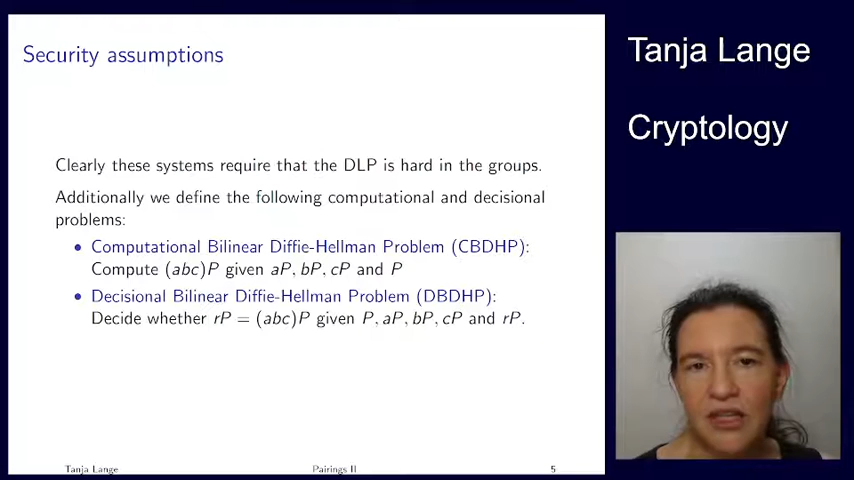 Security assumptions
Clearly these systems require that the DLP is hard in the groups.
Additionally we define the following computational and decisional
problems:
• Computational Bilinear Diffie-Hellman Problem (CBDHP):
Compute (abc)P given aP, bP, cP and P
• Decisional Bilinear Diffie-Hellman Problem (DBDHP):
Decide whether rP = (abc)P given P, aP, bP, cP and rP.
Tanja Lange
Pairings II
5
Tanja Lange
Cryptology